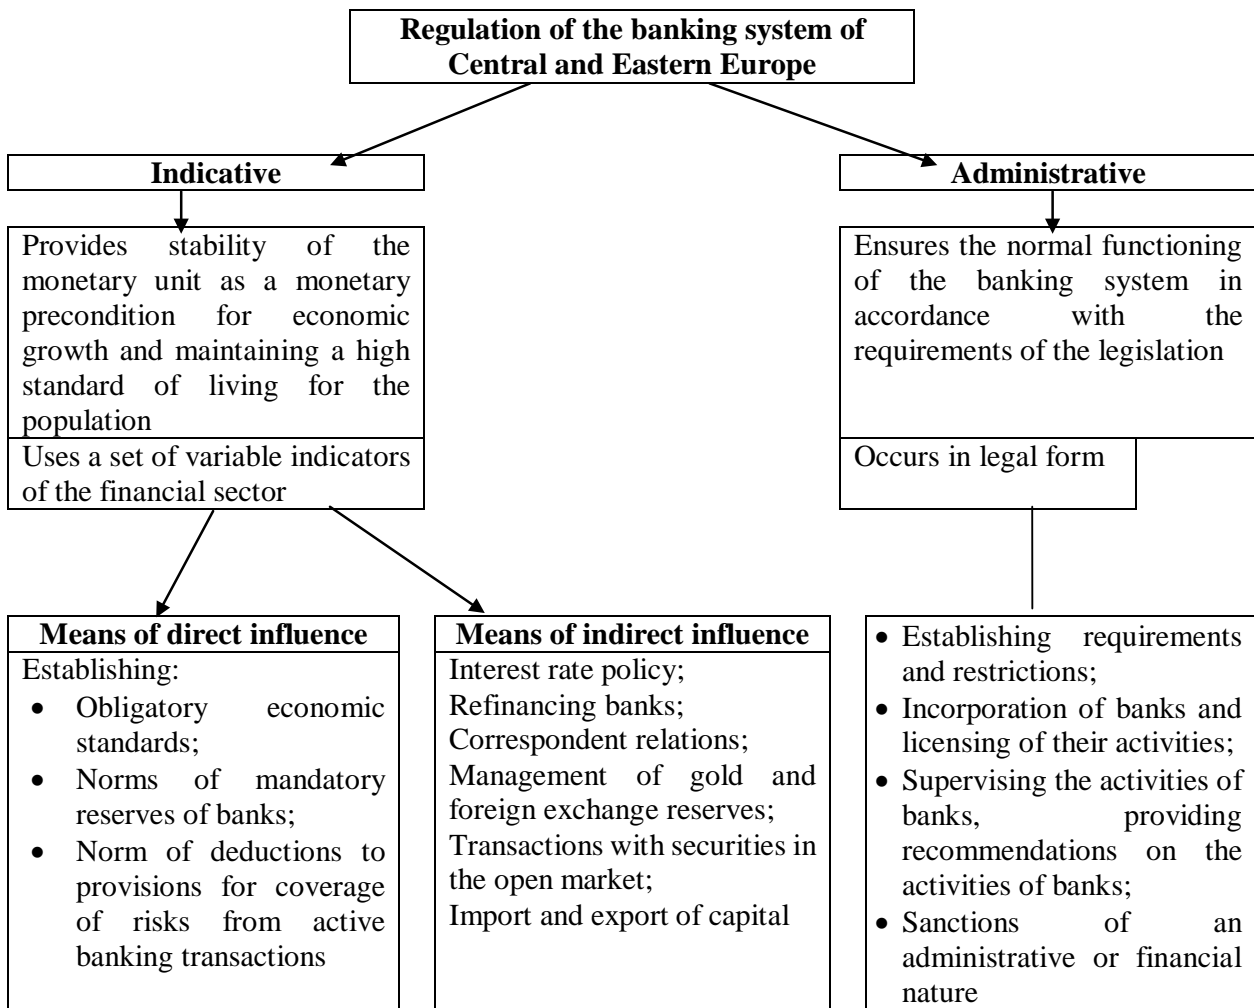 Regulation of the banking system of
Central and Eastern Europe
Indicative
Administrative
Provides stability of the
monetary unit as a monetary
precondition for economic
growth and maintaining a high
standard of living for the
population
Uses a set of variable indicators
of the financial sector
Ensures the normal functioning
of the banking system in
accordance with the
requirements of the legislation
Occurs in legal form
Means of direct influence
Establishing:
• Obligatory economic
standards;
• Norms of mandatory
reserves of banks;
• Norm of deductions to
provisions for coverage
of risks from active
banking transactions
Means of indirect influence
Interest rate policy;
Refinancing banks;
Correspondent relations;
Management of gold and
foreign exchange reserves;
Transactions with securities in
the open market;
Import and export of capital
• Establishing requirements
and restrictions;
• Incorporation of banks and
licensing of their activities;
• Supervising the activities of
banks, providing
recommendations on the
activities of banks;
• Sanctions of an
administrative or financial
nature